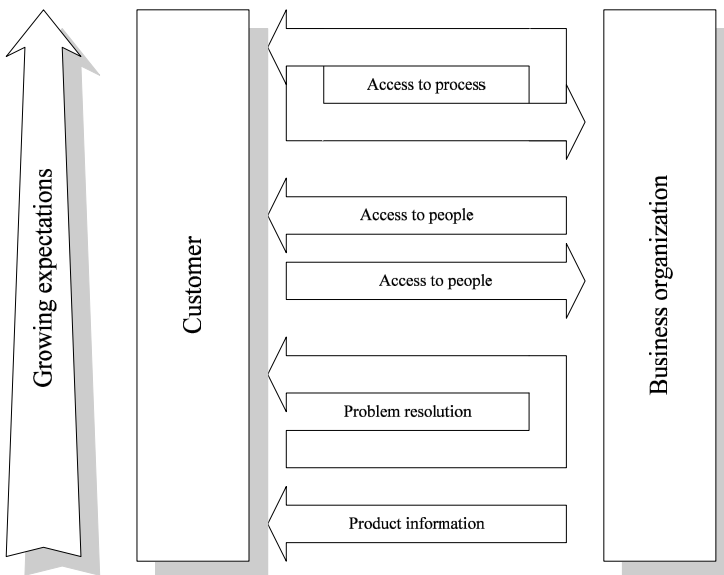 Growing expectations
Customer
Access to process
Access to people
Access to people
Problem resolution
Product information
Business organization